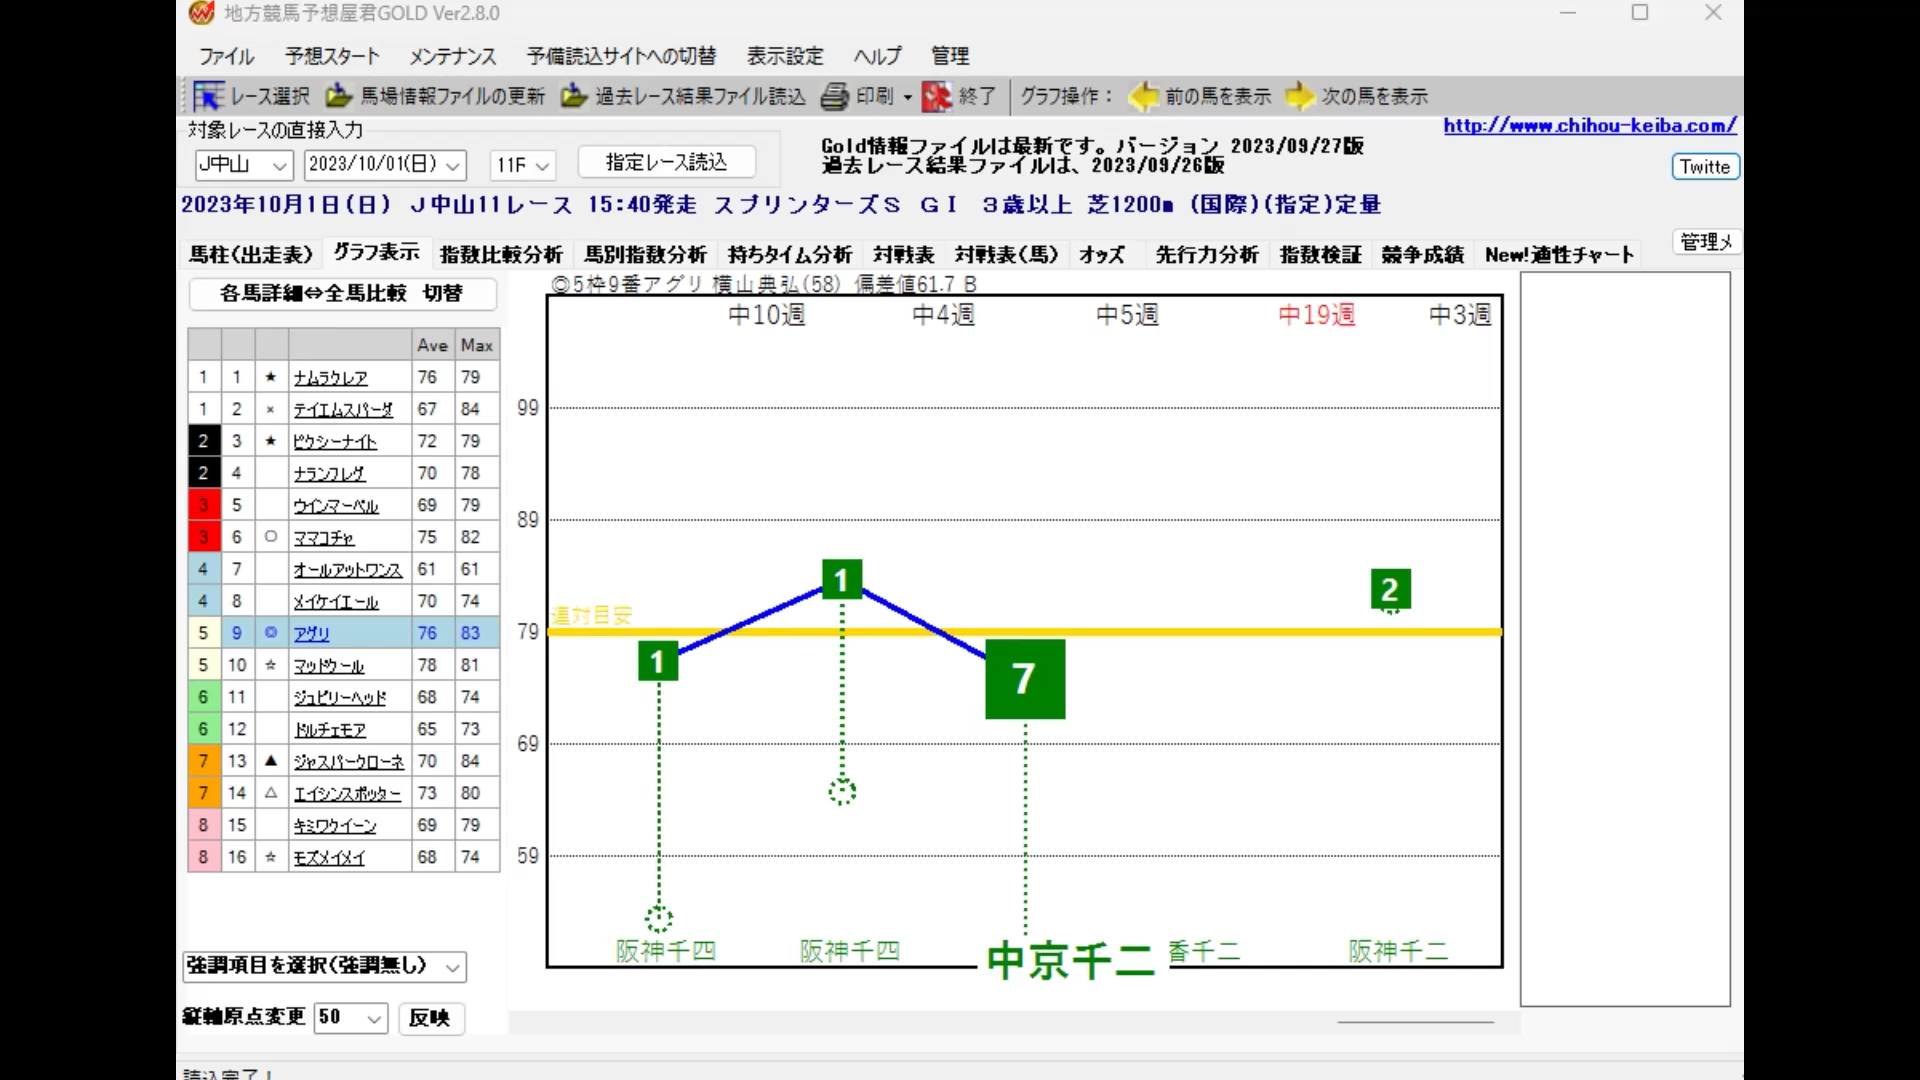 地方競馬予想屋君GOLD Ver2.8.0
ファイル 予想スタート メンテナンス 予備読込サイトへの切替 表示設定 ヘルプ 管理
レース選択 馬場情報ファイルの更新 過去レース結果ファイル読込 印刷 終了 グラフ操作： 前の馬を表示 次の馬を表示
対象レースの直接入力
http://www.chihou-keiba.com/
J中山 2023/10/01(日) 11F 指定レース読込
Gold情報ファイルは最新です。バージョン 2023/09/27版
過去レース結果ファイルは、2023/09/26版
Twitte
2023年10月1日(日) Ｊ中山11レース 15:40発走 スプリンターズＳ ＧⅠ ３歳以上 芝1200m (国際)(指定)定量
管理メ
馬柱(出走表) グラフ表示 指数比較分析 馬別指数分析 持ちタイム分析 対戦表 対戦表(馬) オッズ 先行力分析 指数検証 競争成績 New!適性チャート
各馬詳細⇔全馬比較 切替
◎5枠9番アグリ 横山典弘(58) 偏差値61.7 B
中10週 中4週 中5週 中19週 中3週
Ave Max
1 1 ★ ナムラクレア 76 79
1 2 × テイエムスパーダ 67 84
2 3 ★ ピクシーナイト 72 79
2 4 ナランフレグ 70 78
3 5 ウインマーベル 69 79
3 6 ○ ママコチャ 75 82
4 7 オールアットワンス 61 61
4 8 メイケイエール 70 74
5 9 ◎ アグリ 76 83
5 10 ☆ マッドクール 78 81
6 11 ジュビリーヘッド 68 74
6 12 ドルチェモア 65 73
7 13 ▲ ジャスパークローネ 70 84
7 14 △ エイシンスポッター 73 80
8 15 キミワクイーン 69 79
8 16 ☆ モズメイメイ 68 74
99
89
連対目安
79
69
59
1
1
7
2
阪神千四 阪神千四 中京千二 香千二 阪神千二
強調項目を選択(強調無し)
縦軸原点変更 50 反映
読込完了！